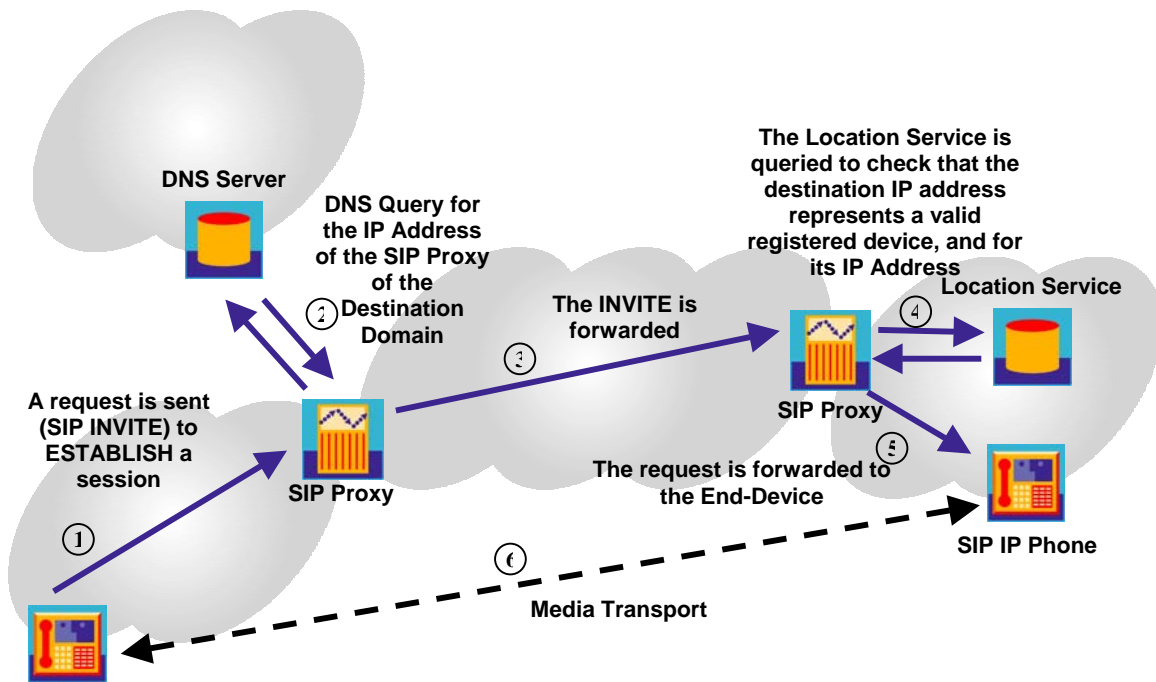 The Location Service is
queried to check that the
destination IP address
represents a valid
registered device, and for
its IP Address
DNS Server
DNS Query for
the IP Address
of the SIP Proxy
of the
Destination
Domain
2
Location Service
4
The INVITE is
forwarded
3
SIP Proxy
A request is sent
(SIP INVITE) to
ESTABLISH a
session
SIP Proxy
1
5
The request is forwarded to
the End-Device
SIP IP Phone
6
Media Transport